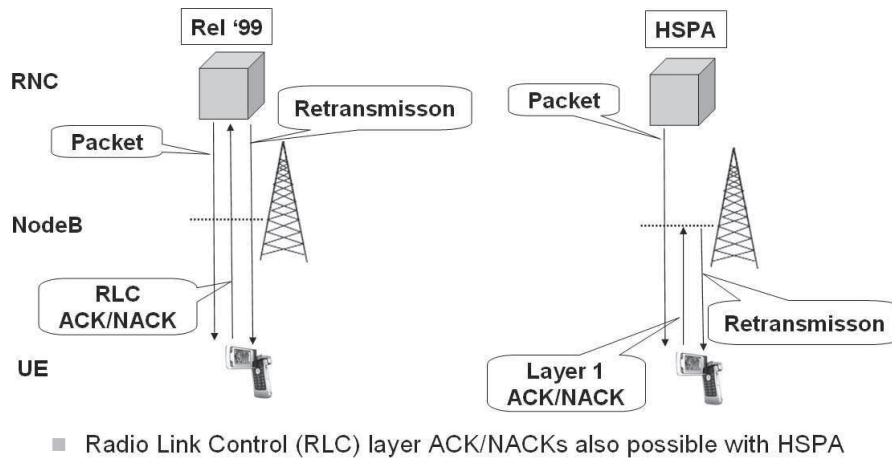 Rel ‘99
HSPA
RNC
Retransmisson
Packet
Packet
NodeB
RLC
ACK/NACK
Retransmisson
Layer 1
ACK/NACK
UE
Radio Link Control (RLC) layer ACK/NACKs also possible with HSPA